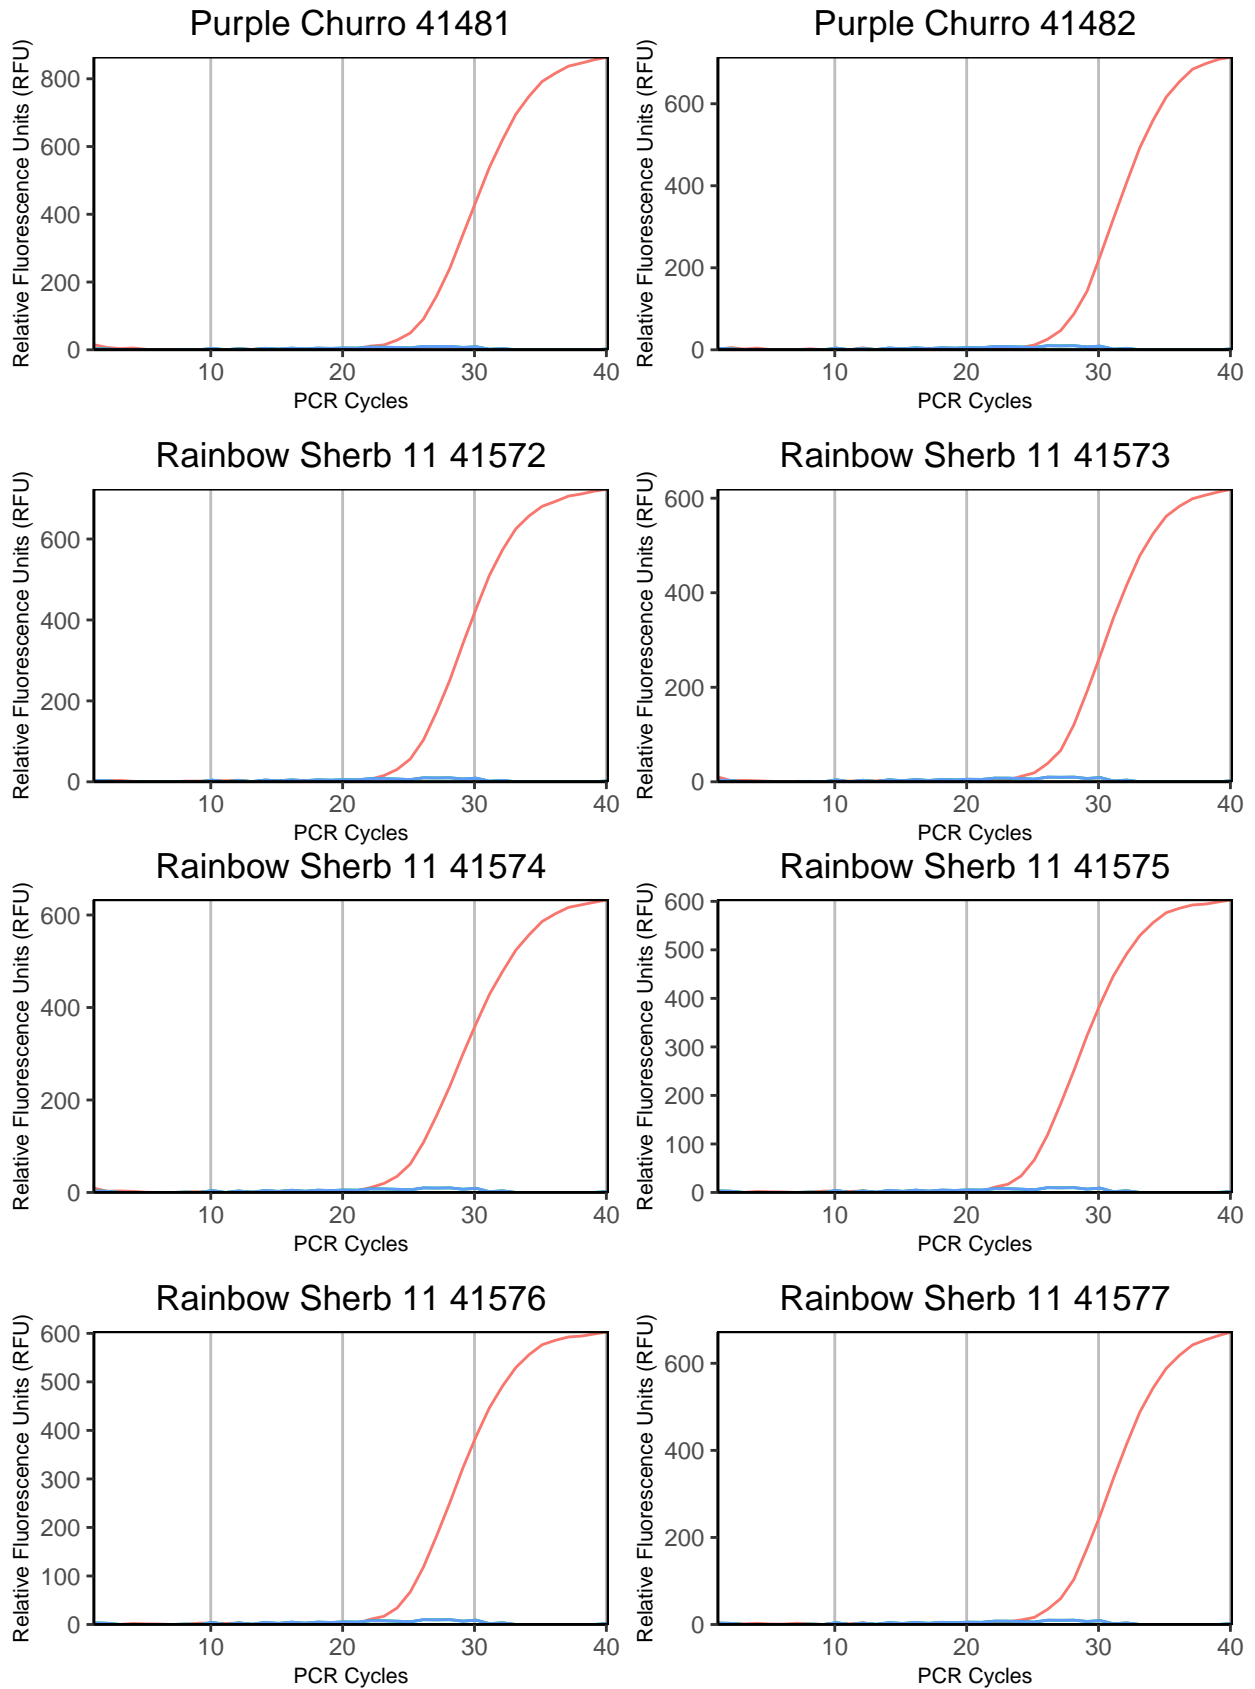 Purple Churro 41481
Relative Fluorescence Units (RFU)
800
600
400
200
0
10 20 30 40
PCR Cycles
Purple Churro 41482
Relative Fluorescence Units (RFU)
600
400
200
0
10 20 30 40
PCR Cycles
Rainbow Sherb 11 41572
Relative Fluorescence Units (RFU)
600
400
200
0
10 20 30 40
PCR Cycles
Rainbow Sherb 11 41573
Relative Fluorescence Units (RFU)
600
400
200
0
10 20 30 40
PCR Cycles
Rainbow Sherb 11 41574
Relative Fluorescence Units (RFU)
600
400
200
0
10 20 30 40
PCR Cycles
Rainbow Sherb 11 41575
Relative Fluorescence Units (RFU)
600
500
400
300
200
100
0
10 20 30 40
PCR Cycles
Rainbow Sherb 11 41576
Relative Fluorescence Units (RFU)
600
500
400
300
200
100
0
10 20 30 40
PCR Cycles
Rainbow Sherb 11 41577
Relative Fluorescence Units (RFU)
600
400
200
0
10 20 30 40
PCR Cycles